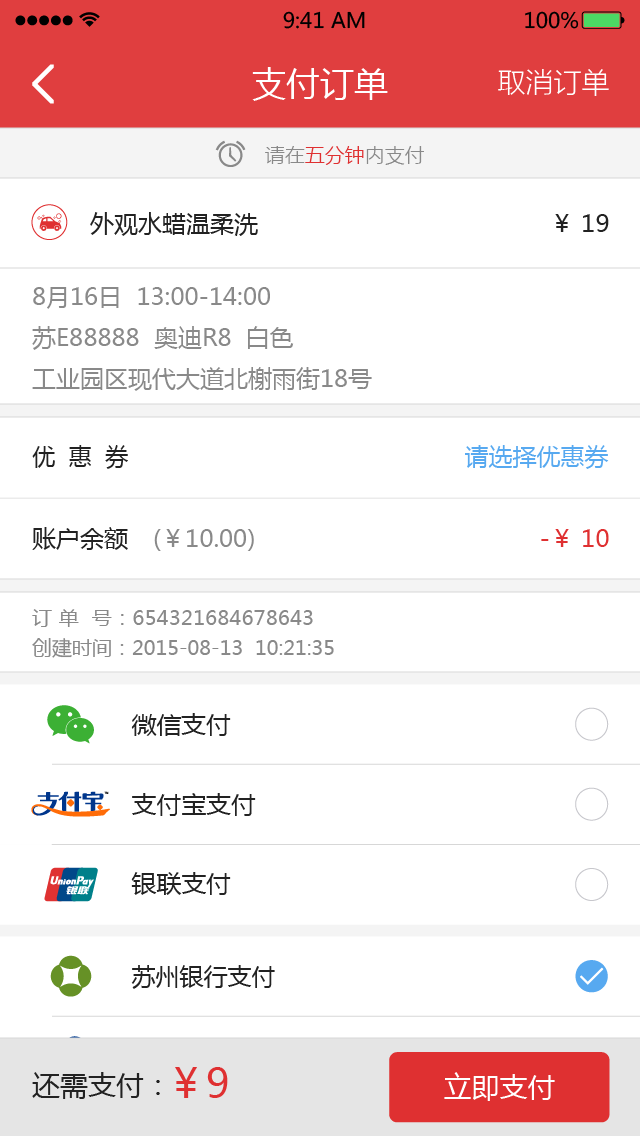 9:41 AM 100%
支付订单 取消订单
请在五分钟内支付
外观水蜡温柔洗 ¥ 19
8月16日 13:00-14:00
苏E88888 奥迪R8 白色
工业园区现代大道北榭雨街18号
优 惠 券 请选择优惠券
账户余额 (¥10.00) -¥ 10
订 单 号:654321684678643
创建时间:2015-08-13 10:21:35
微信支付
支付宝 支付宝支付
UnionPay 银联 银联支付
苏州银行支付
还需支付:¥9 立即支付